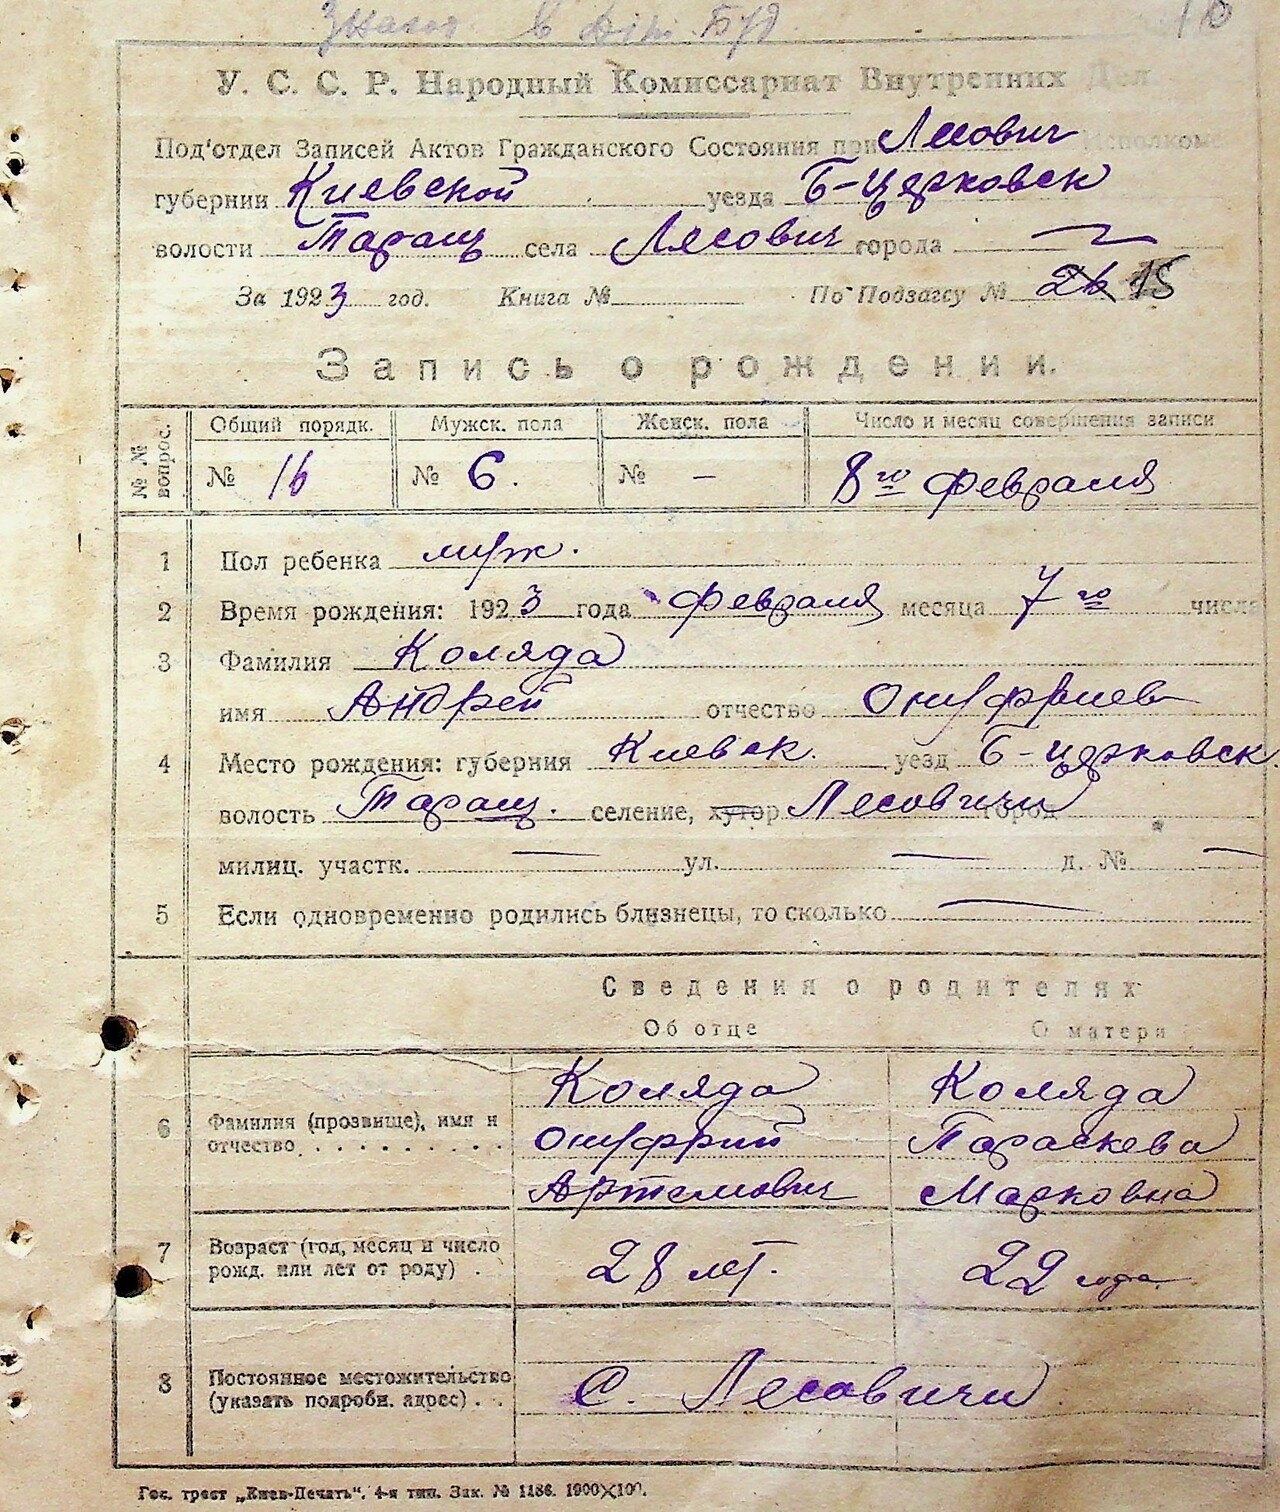 У. С. С. Р. Народный Комиссариат Внутренних Дел.
Под'отдел Записей Актов Гражданского Состояния при Лесович Исполкоме
губернии Киевской уезда Б-Церковск
волости Таращ села Лясович города —
За 1923 год. Книга № По Подзагсу № 26 15
Запись о рождении.
№№ вопрос. Общий порядк. Мужск. пола Женск. пола Число и месяц совершения записи
№ 16 № 6. № — 8го февраля
1 Пол ребенка муж.
2 Время рождения: 1923 года февраля месяца 7го числа
3 Фамилия Коляда
имя Андрей отчество Онуфриев
4 Место рождения: губерния Киевск. уезд Б-церковск.
волость Таращ. селение, хутор Лесовичи город
милиц. участк. — ул. — д. № —
5 Если одновременно родились близнецы, то сколько —
Сведения о родителях
Об отце О матери
Коляда Коляда
6 Фамилия (прозвище), имя и отчество Онуфрий Параскева
Артемович Марковна
7 Возраст (год, месяц и число рожд. или лет от роду) 28 лет. 22 года
8 Постоянное местожительство (указать подробн. адрес) С. Лесовичи
Гос. трест „Киев-Печать“. 4-я тип. Зак. № 1186. 1900×100.